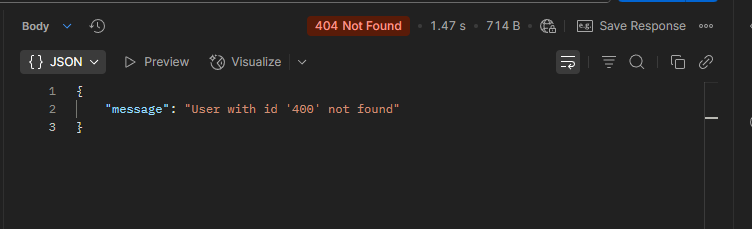 Body 404 Not Found • 1.47 s • 714 B • e.g. Save Response
{} JSON Preview Visualize
1 {
2 "message": "User with id '400' not found"
3 }